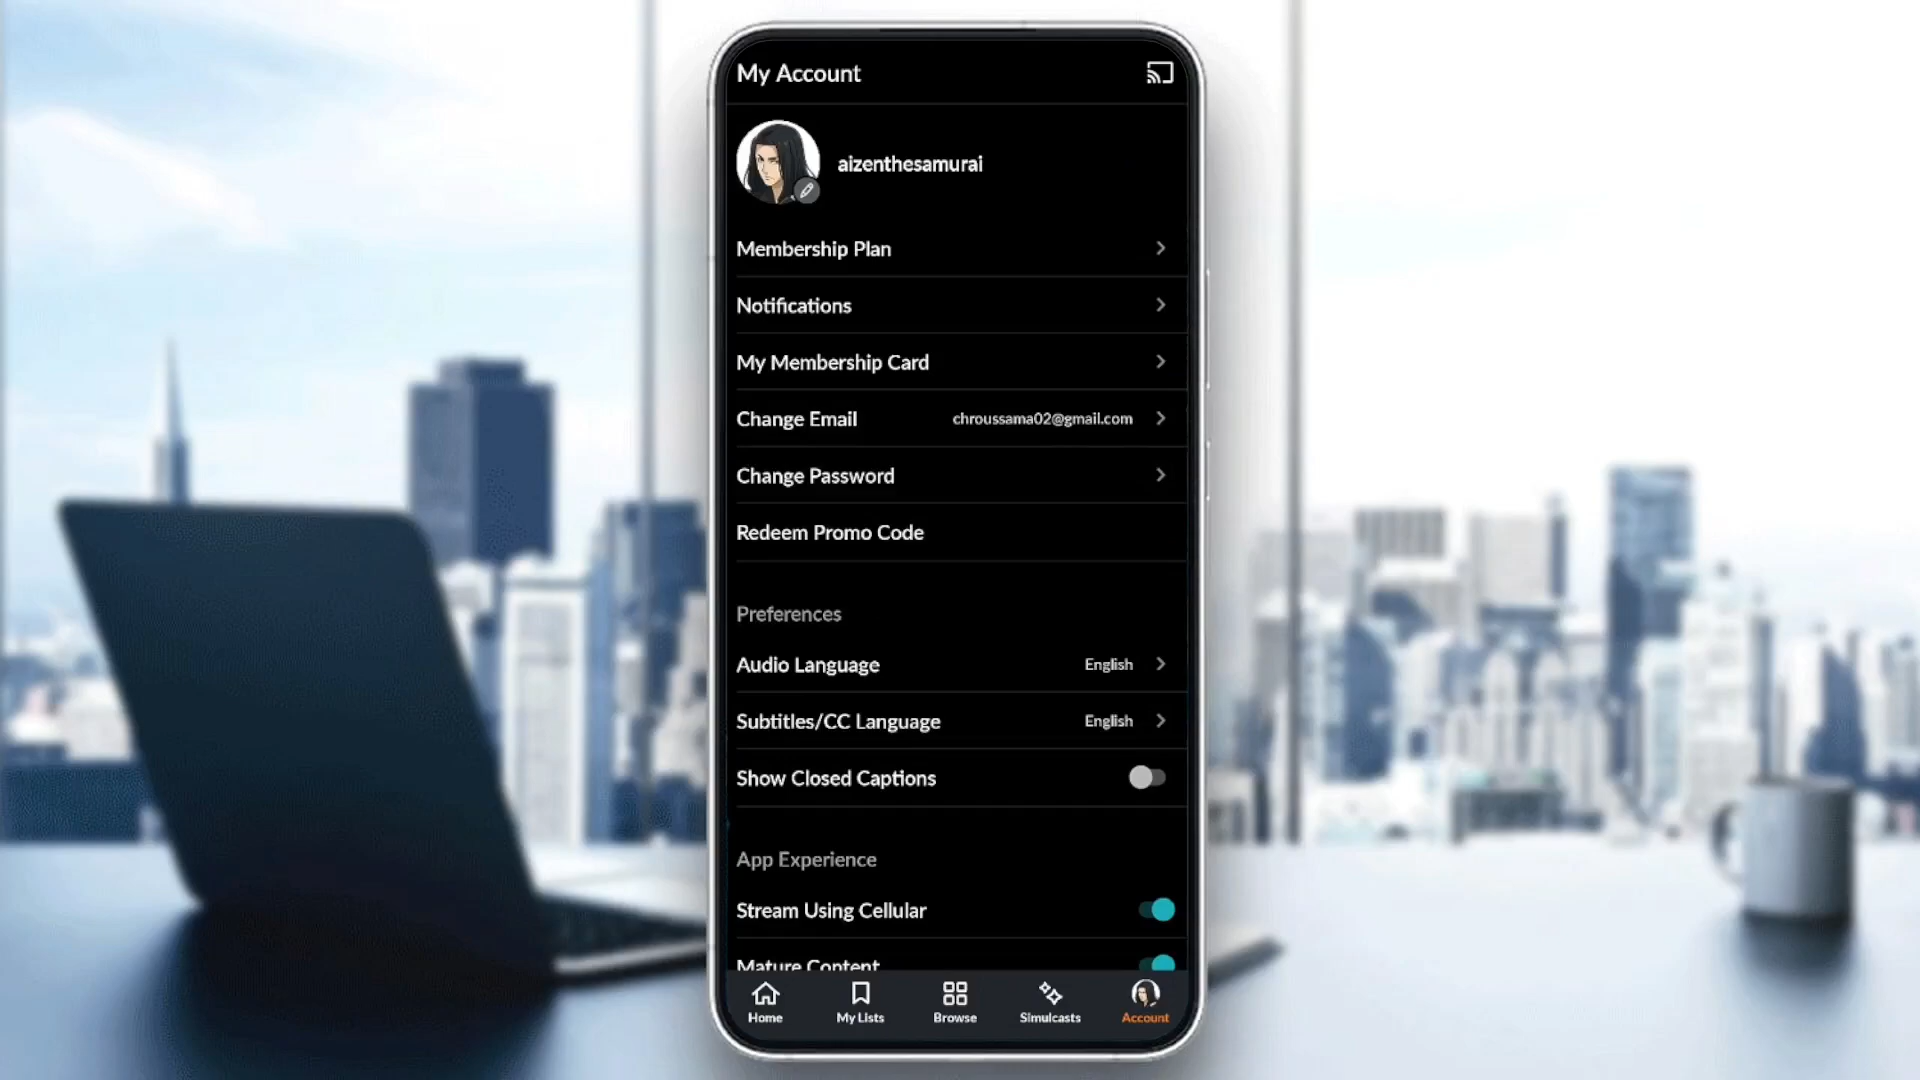 My Account
aizenthesamurai
Membership Plan
Notifications
My Membership Card
Change Email chroussama02@gmail.com
Change Password
Redeem Promo Code
Preferences
Audio Language English
Subtitles/CC Language English
Show Closed Captions
App Experience
Stream Using Cellular
Mature Content
Home My Lists Browse Simulcasts Account